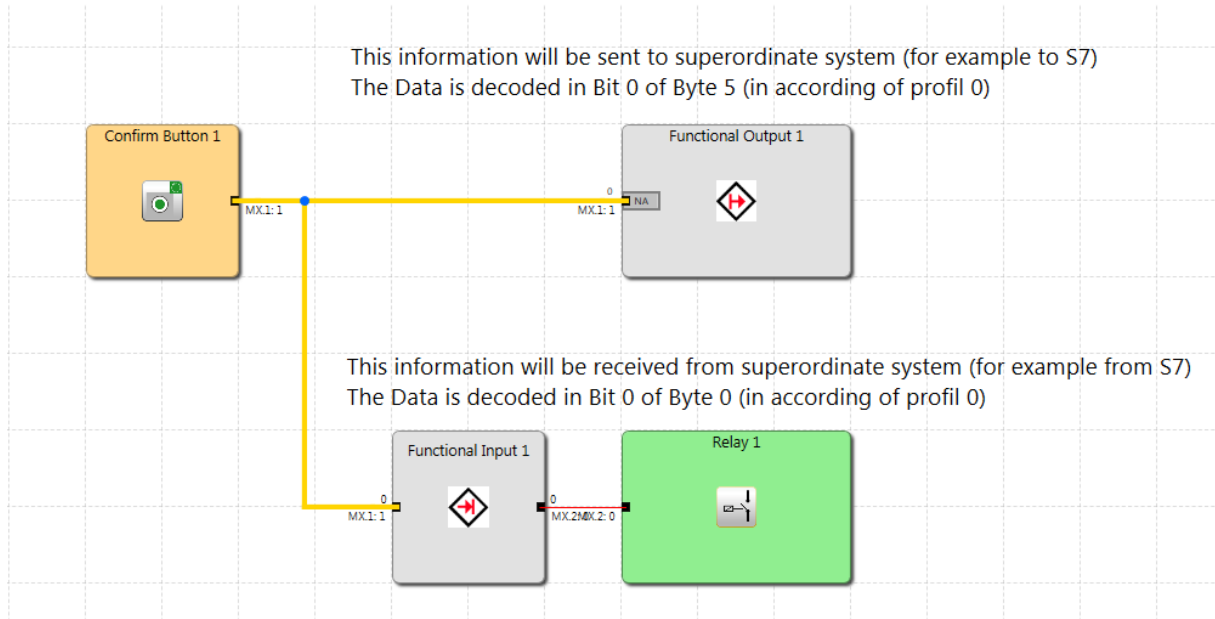 This information will be sent to superordinate system (for example to S7)
The Data is decoded in Bit 0 of Byte 5 (in according of profil 0)
Confirm Button 1
Functional Output 1
0
NA
MX.1: 1
MX.1: 1
This information will be received from superordinate system (for example from S7)
The Data is decoded in Bit 0 of Byte 0 (in according of profil 0)
Functional Input 1
Relay 1
0
0
MX.1: 1
MX.2: 0
MX.2: 0